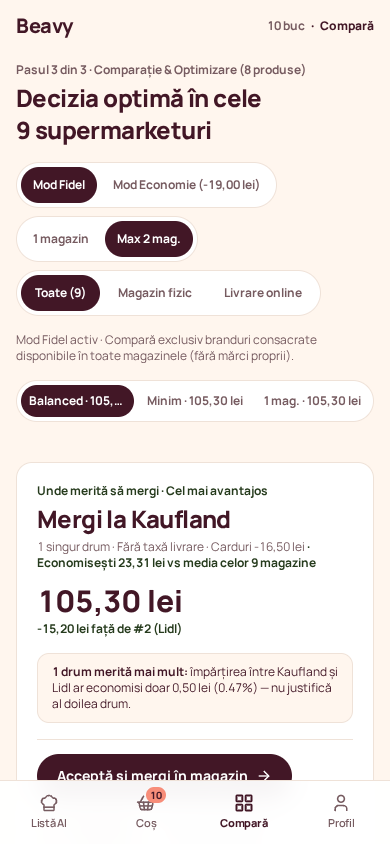 Beavy
10 buc · Compară
Pasul 3 din 3 · Comparație & Optimizare (8 produse)
Decizia optimă în cele
9 supermarketuri
Mod Fidel
Mod Economie (-19,00 lei)
1 magazin
Max 2 mag.
Toate (9)
Magazin fizic
Livrare online
Mod Fidel activ · Compară exclusiv branduri consacrate
disponibile în toate magazinele (fără mărci proprii).
Balanced · 105,...
Minim · 105,30 lei
1 mag. · 105,30 lei
Unde merită să mergi · Cel mai avantajos
Mergi la Kaufland
1 singur drum · Fără taxă livrare · Carduri -16,50 lei ·
Economisești 23,31 lei vs media celor 9 magazine
105,30 lei
-15,20 lei față de #2 (Lidl)
1 drum merită mai mult: împărțirea între Kaufland și
Lidl ar economisi doar 0,50 lei (0.47%) — nu justifică
al doilea drum.
Acceptă și mergi în magazin →
10
ListăAI
Coș
Compară
Profil